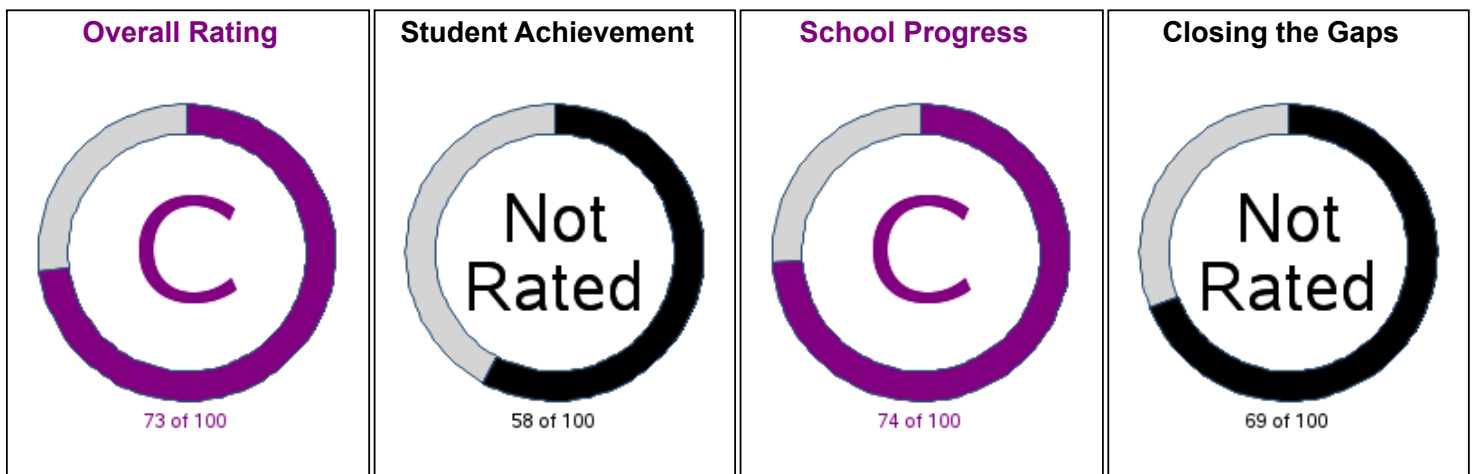 Overall Rating
C
73 of 100
Student Achievement
Not
Rated
58 of 100
School Progress
C
74 of 100
Closing the Gaps
Not
Rated
69 of 100